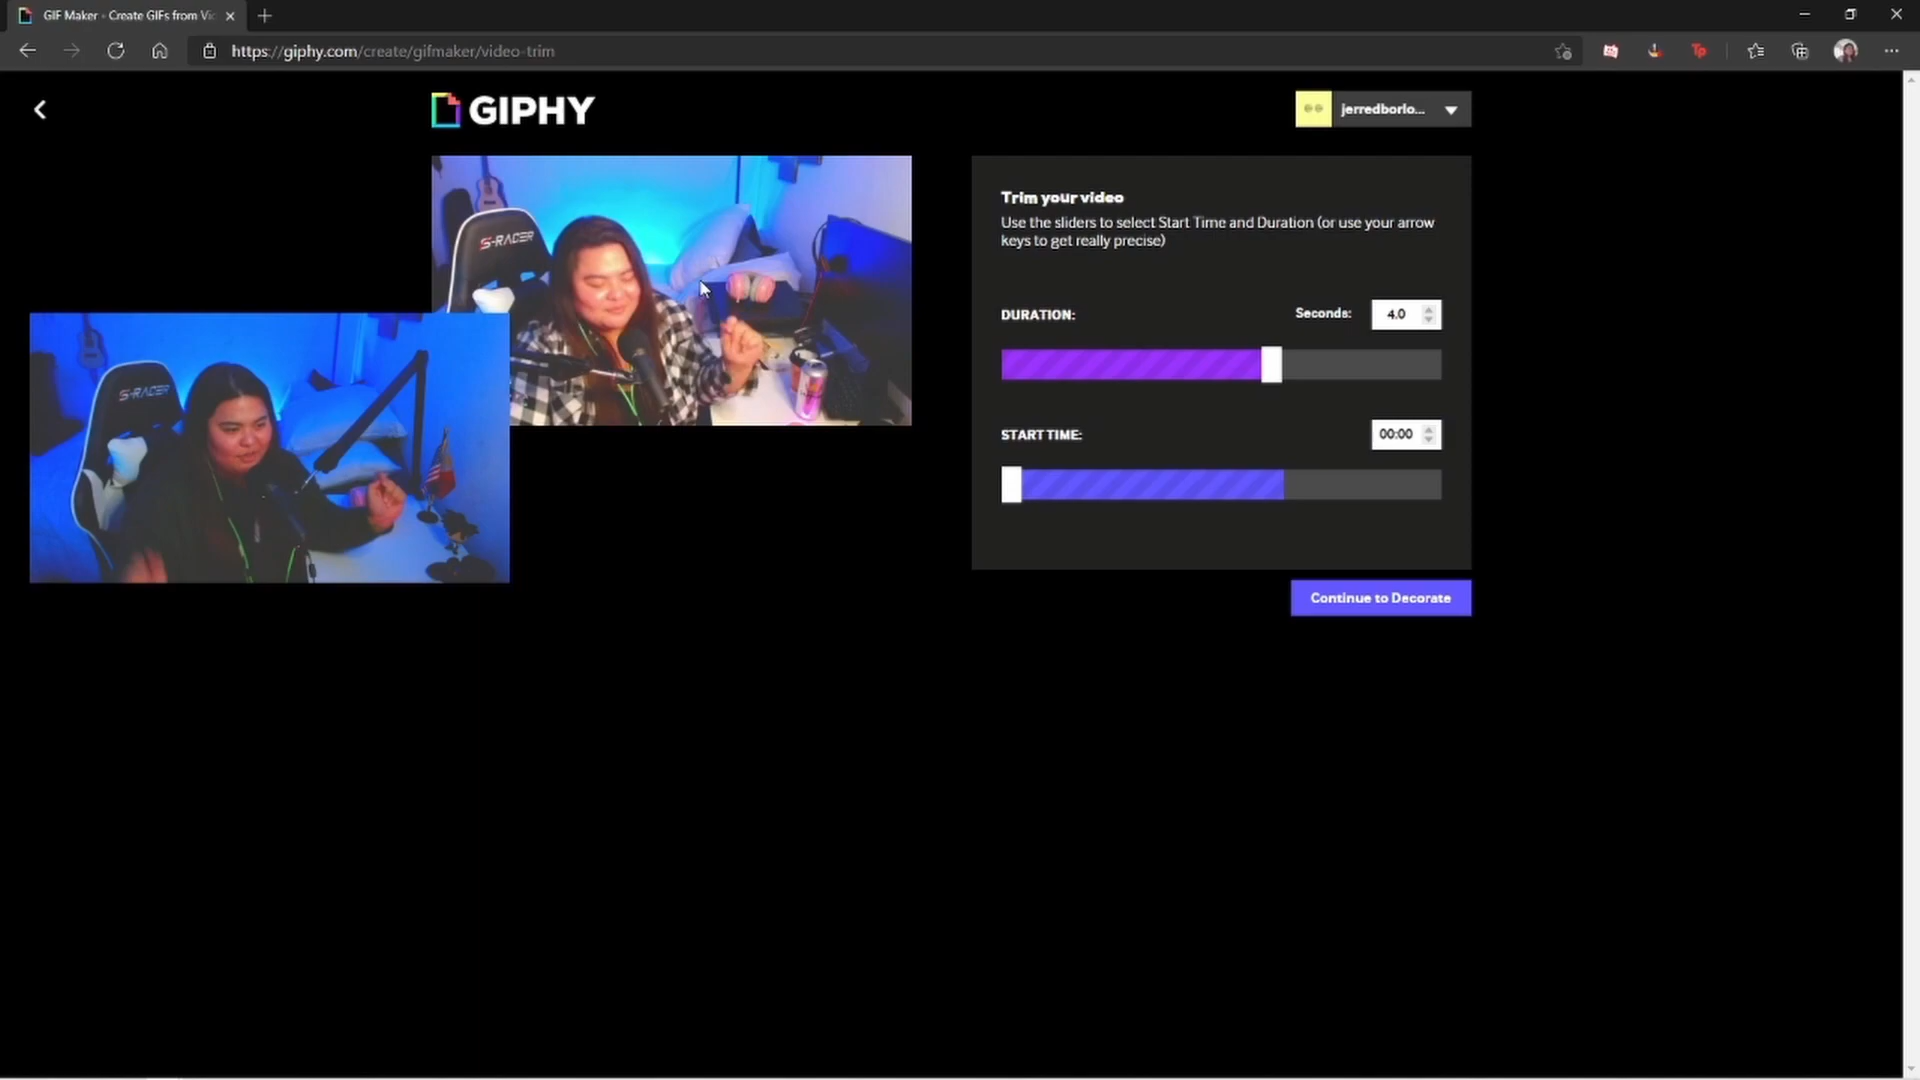 GIF Maker - Create GIFs from Vi
https://giphy.com/create/gifmaker/video-trim
GIPHY
jerredborlo...
Trim your video
Use the sliders to select Start Time and Duration (or use your arrow
keys to get really precise)
DURATION:
Seconds:
4.0
START TIME:
00:00
Continue to Decorate
S-RACER
S-RACER
Tp